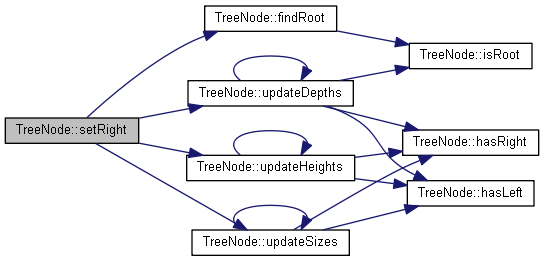 TreeNode::findRoot
TreeNode::isRoot
TreeNode::updateDepths
TreeNode::setRight
TreeNode::hasRight
TreeNode::updateHeights
TreeNode::hasLeft
TreeNode::updateSizes